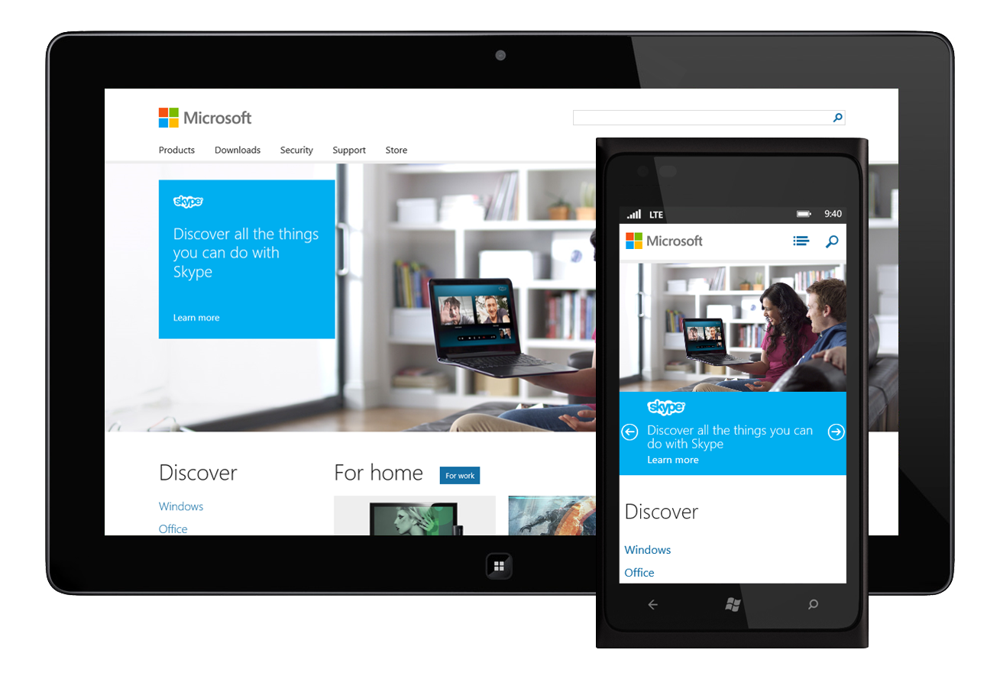 Microsoft
Products Downloads Security Support Store
skype
Discover all the things
you can do with
Skype
Learn more
Discover
Windows
Office
For home
For work
LTE 9:40
Microsoft
skype
Discover all the things you can
do with Skype
Learn more
Discover
Windows
Office